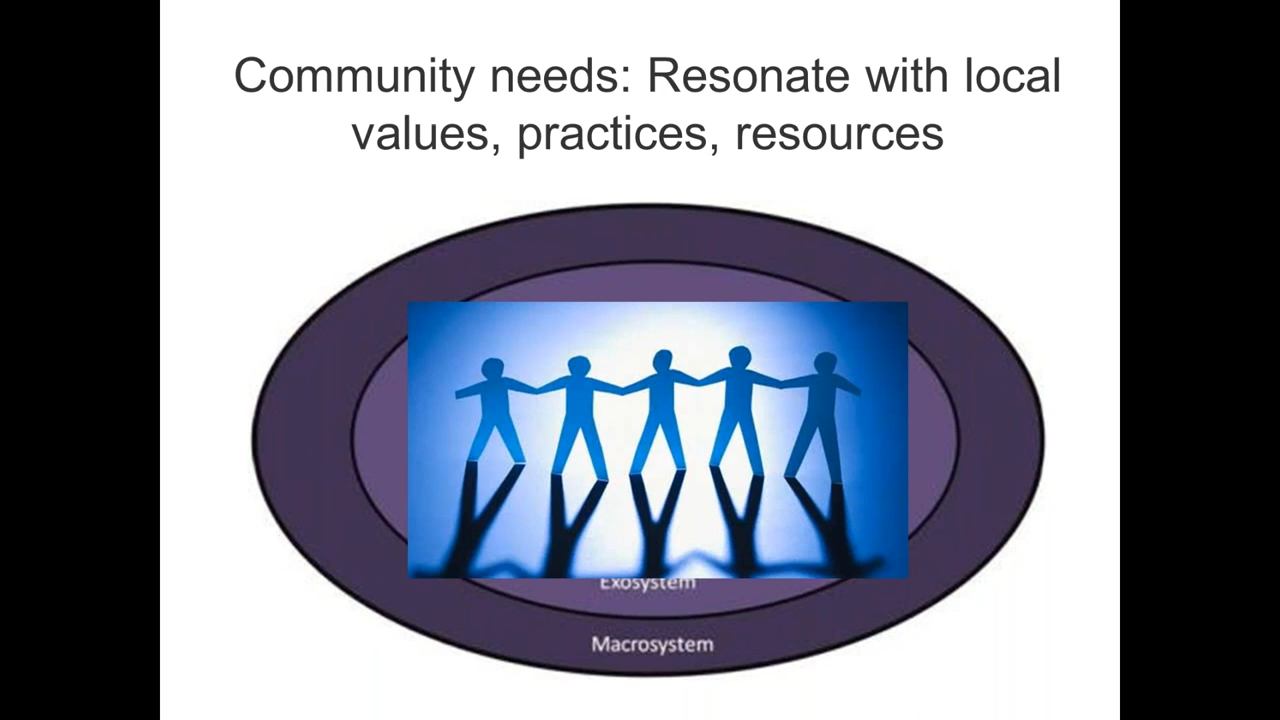 Community needs: Resonate with local
values, practices, resources
Exosystem
Macrosystem